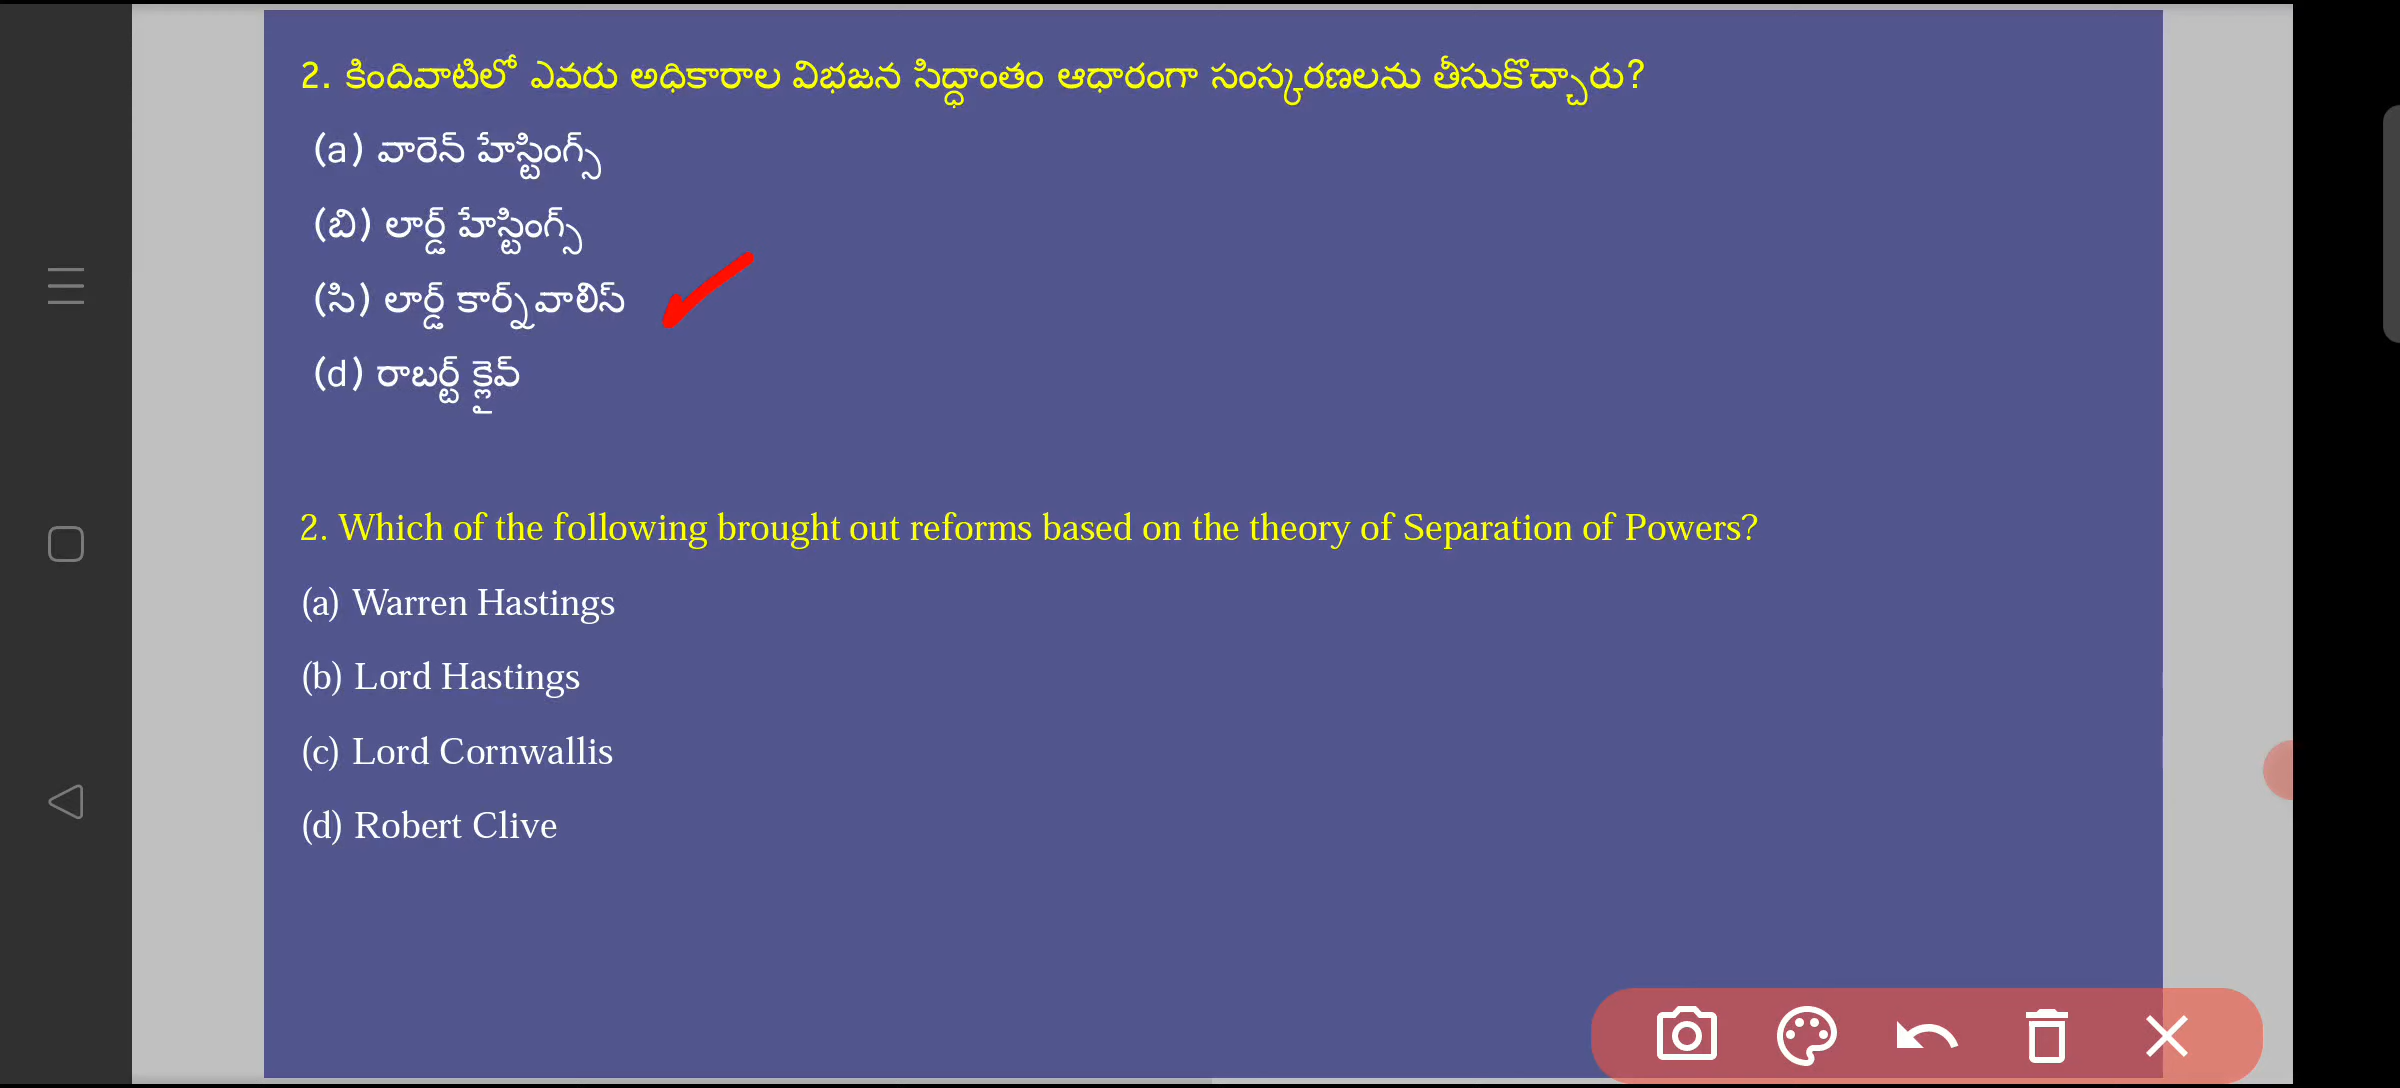 2. కిందివాటిలో ఎవరు అధికారాల విభజన సిద్ధాంతం ఆధారంగా సంస్కరణలను తీసుకొచ్చారు?
(a) వారెన్ హేస్టింగ్స్
(బి) లార్డ్ హేస్టింగ్స్
(సి) లార్డ్ కార్న్‌వాలిస్
(d) రాబర్ట్ క్లైవ్
2. Which of the following brought out reforms based on the theory of Separation of Powers?
(a) Warren Hastings
(b) Lord Hastings
(c) Lord Cornwallis
(d) Robert Clive